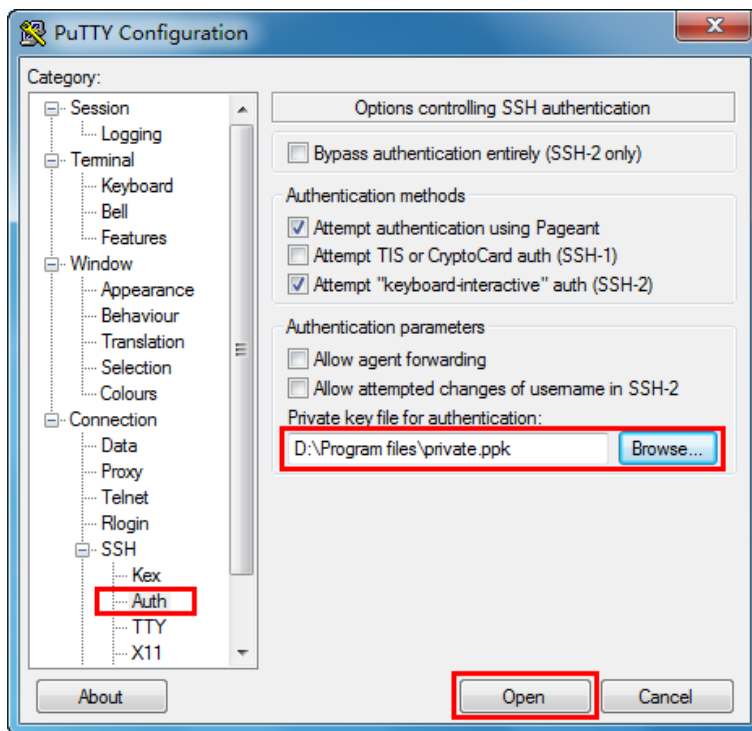 PuTTY Configuration
Category:
Session
Logging
Terminal
Keyboard
Bell
Features
Window
Appearance
Behaviour
Translation
Selection
Colours
Connection
Data
Proxy
Telnet
Rlogin
SSH
Kex
Auth
TTY
X11
Options controlling SSH authentication
Bypass authentication entirely (SSH-2 only)
Authentication methods
Attempt authentication using Pageant
Attempt TIS or CryptoCard auth (SSH-1)
Attempt "keyboard-interactive" auth (SSH-2)
Authentication parameters
Allow agent forwarding
Allow attempted changes of username in SSH-2
Private key file for authentication:
D:\Program files\private.ppk
Browse...
About
Open
Cancel